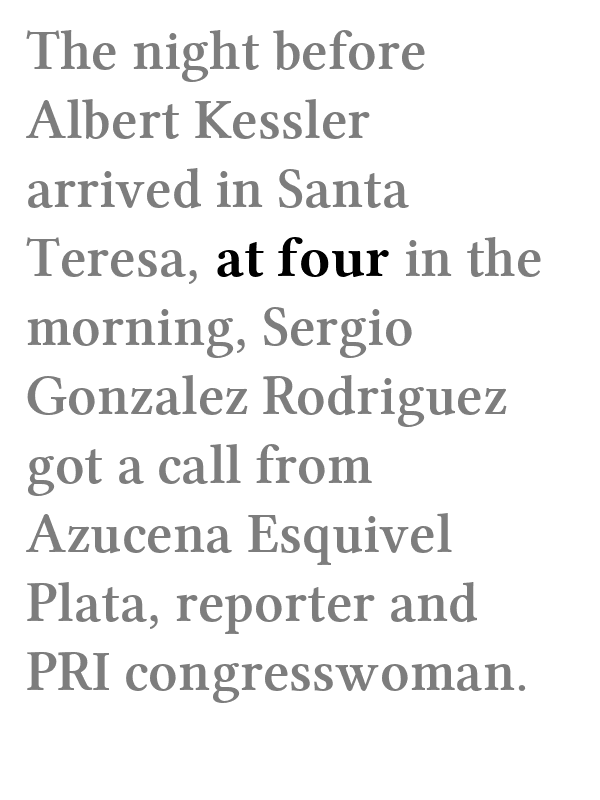 The night before
Albert Kessler
arrived in Santa
Teresa, at four in the
morning, Sergio
Gonzalez Rodriguez
got a call from
Azucena Esquivel
Plata, reporter and
PRI congresswoman.